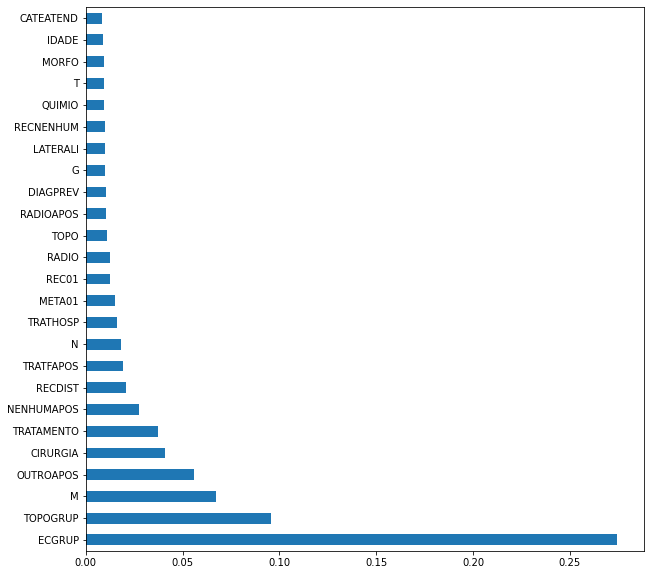 CATEATEND
IDADE
MORFO
T
QUIMIO
RECNENHUM
LATERALI
G
DIAGPREV
RADIOAPOS
TOPO
RADIO
REC01
META01
TRATHOSP
N
TRATFAPOS
RECDIST
NENHUMAPOS
TRATAMENTO
CIRURGIA
OUTROAPOS
M
TOPOGRUP
ECGRUP
0.00 0.05 0.10 0.15 0.20 0.25